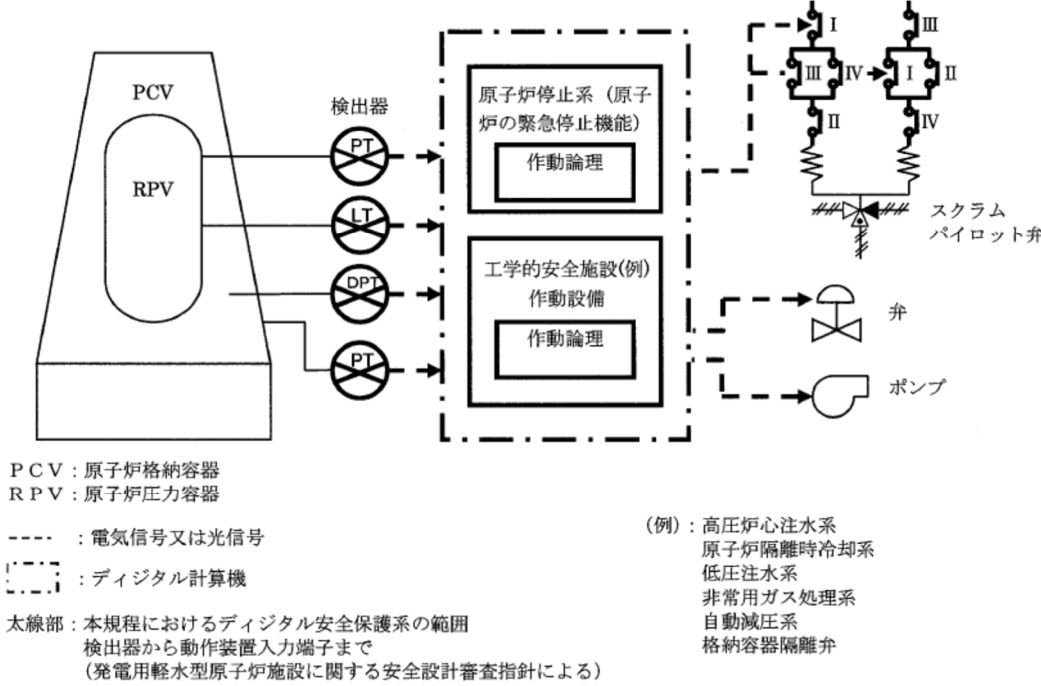 PCV
RPV
検出器
PT
LT
DPT
PT
原子炉停止系（原子
炉の緊急停止機能）
作動論理
工学的安全施設(例)
作動設備
作動論理
Ⅰ
Ⅲ
Ⅲ
Ⅳ
Ⅰ
Ⅱ
Ⅱ
Ⅳ
スクラム
パイロット弁
弁
ポンプ
ＰＣＶ：原子炉格納容器
ＲＰＶ：原子炉圧力容器
：電気信号又は光信号
：ディジタル計算機
太線部：本規程におけるディジタル安全保護系の範囲
検出器から動作装置入力端子まで
（発電用軽水型原子炉施設に関する安全設計審査指針による）
（例）：高圧炉心注水系
原子炉隔離時冷却系
低圧注水系
非常用ガス処理系
自動減圧系
格納容器隔離弁